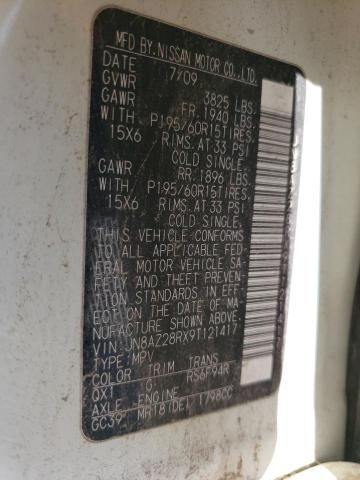 MFD BY. NISSAN MOTOR CO., LTD.
DATE 7/09
GVWR 3825 LBS.
GAWR FR. 1940 LBS.
WITH P195/60R15TIRES.
15X6 RIMS. AT 33 PSI
COLD SINGLE.
GAWR RR. 1896 LBS.
WITH P195/60R15TIRES.
15X6 RIMS. AT 33 PSI
COLD SINGLE.
THIS VEHICLE CONFORMS
TO ALL APPLICABLE FED-
ERAL MOTOR VEHICLE SA-
FETY AND THEFT PREVEN-
TION STANDARDS IN EFF-
ECT ON THE DATE OF MA-
NUFACTURE SHOWN ABOVE.
VIN: JN8AZ28RX9T121417
TYPE: MPV
COLOR TRIM TRANS
QX1 G RS6F94R
AXLE ENGINE
GC39 MR18(DE) 1798CC